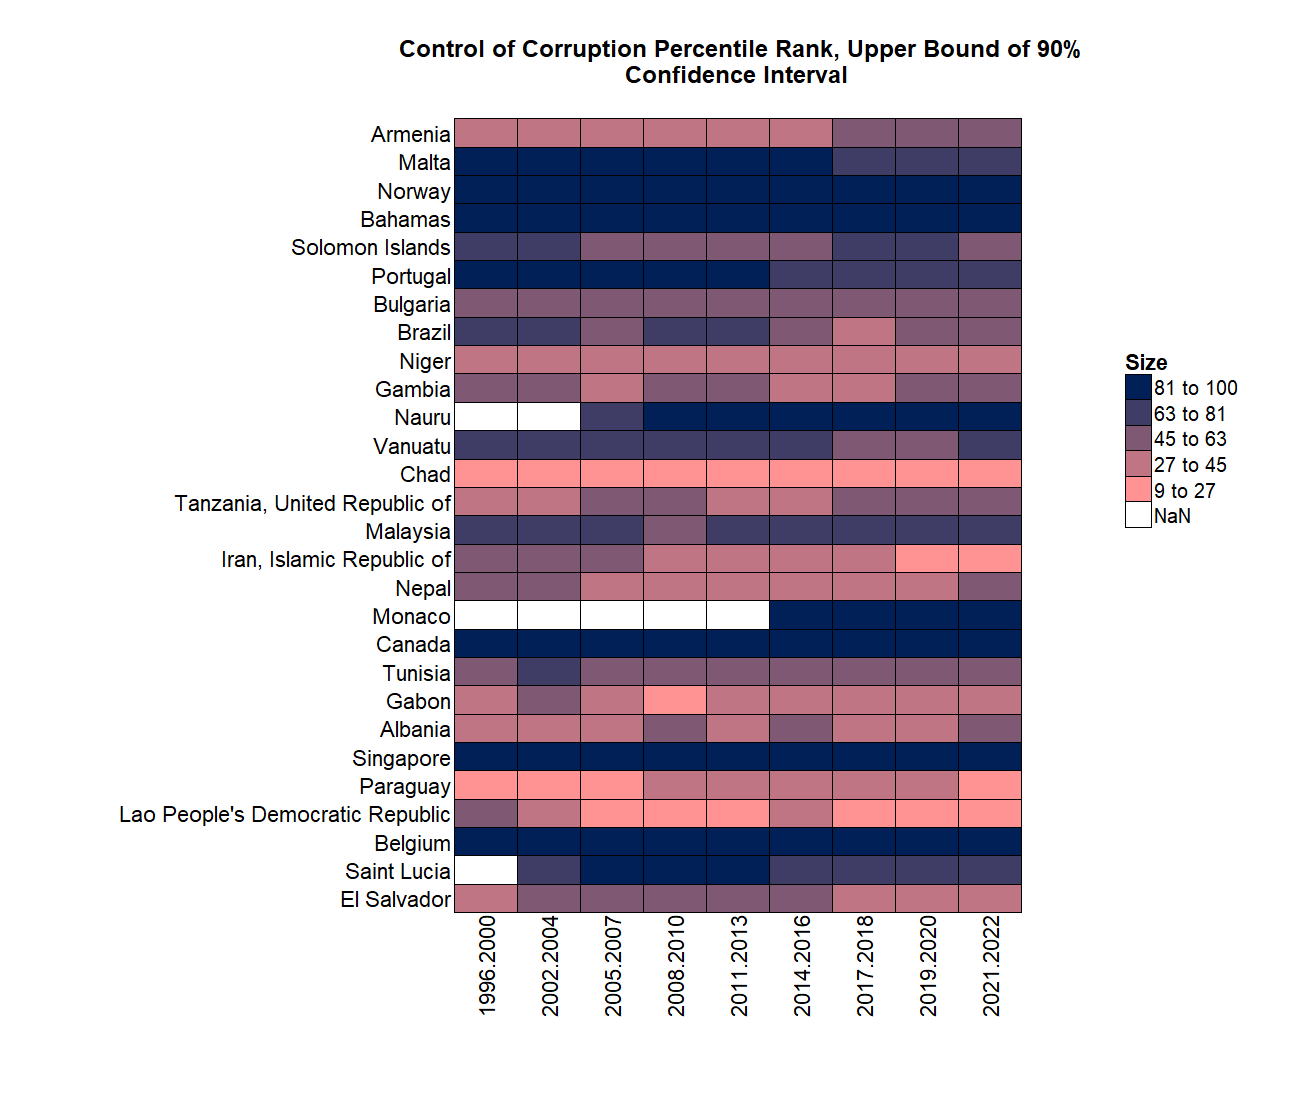 Control of Corruption Percentile Rank, Upper Bound of 90%
Confidence Interval
Armenia
Malta
Norway
Bahamas
Solomon Islands
Portugal
Bulgaria
Brazil
Niger
Gambia
Nauru
Vanuatu
Chad
Tanzania, United Republic of
Malaysia
Iran, Islamic Republic of
Nepal
Monaco
Canada
Tunisia
Gabon
Albania
Singapore
Paraguay
Lao People's Democratic Republic
Belgium
Saint Lucia
El Salvador
1996.2000
2002.2004
2005.2007
2008.2010
2011.2013
2014.2016
2017.2018
2019.2020
2021.2022
Size
81 to 100
63 to 81
45 to 63
27 to 45
9 to 27
NaN